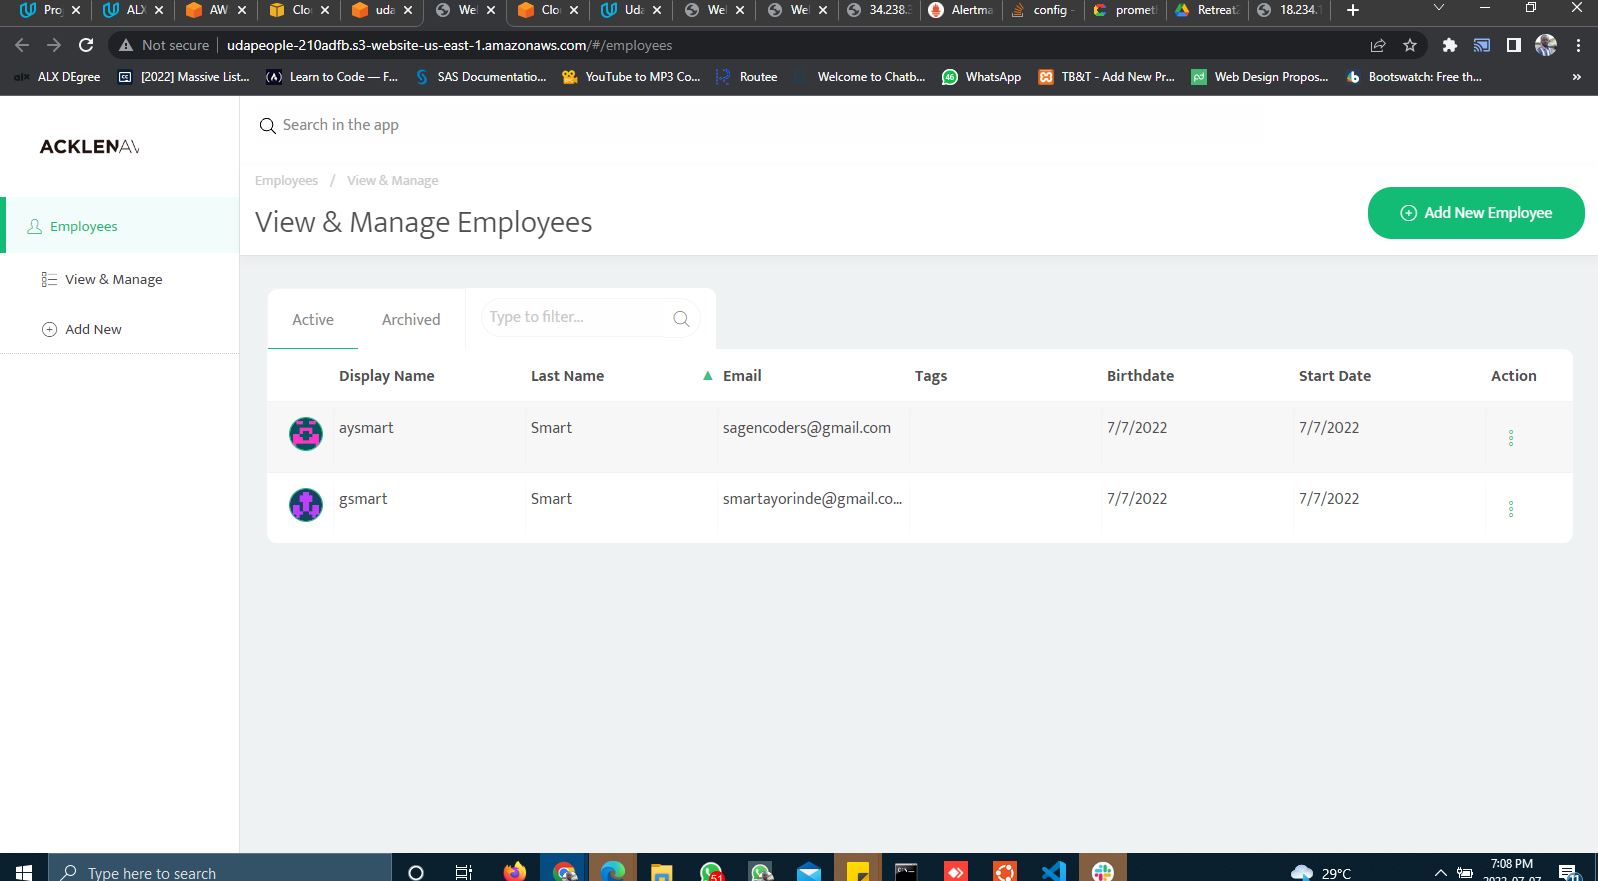 Pro ALX AW Clo uda Wel Clo Uda Wel Wel 34.238. Alertma config - promet Retreat 18.234.
Not secure udapeople-210adfb.s3-website-us-east-1.amazonaws.com/#/employees
alx ALX DEgree [2022] Massive List... Learn to Code — F... SAS Documentatio... YouTube to MP3 Co... Routee Welcome to Chatb... WhatsApp TB&T - Add New Pr... Web Design Propos... Bootswatch: Free th... »
Search in the app
ACKLENAV
Employees / View & Manage
View & Manage Employees
Add New Employee
Employees
View & Manage
Add New
Active Archived Type to filter...
Display Name Last Name Email Tags Birthdate Start Date Action
aysmart Smart sagencoders@gmail.com 7/7/2022 7/7/2022
gsmart Smart smartayorinde@gmail.co... 7/7/2022 7/7/2022
Type here to search 51 29°C 7:08 PM
2022-07-07 11